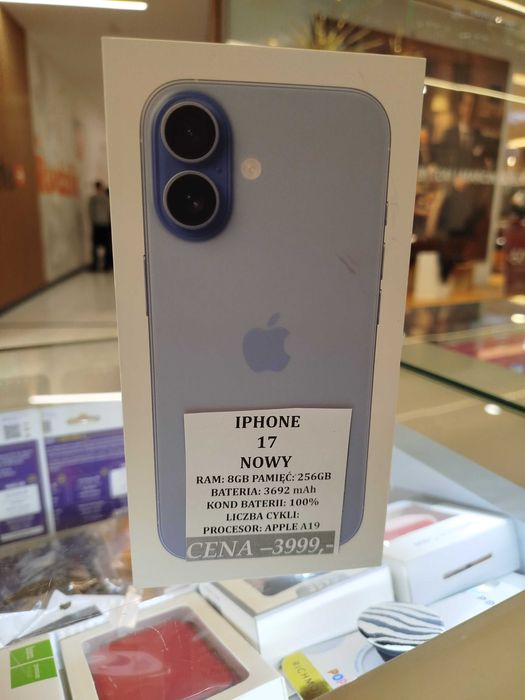 IPHONE
17
NOWY
RAM: 8GB PAMIĘĆ: 256GB
BATERIA: 3692 mAh
KOND BATERII: 100%
LICZBA CYKLI:
PROCESOR: APPLE A19
CENA –3999,-